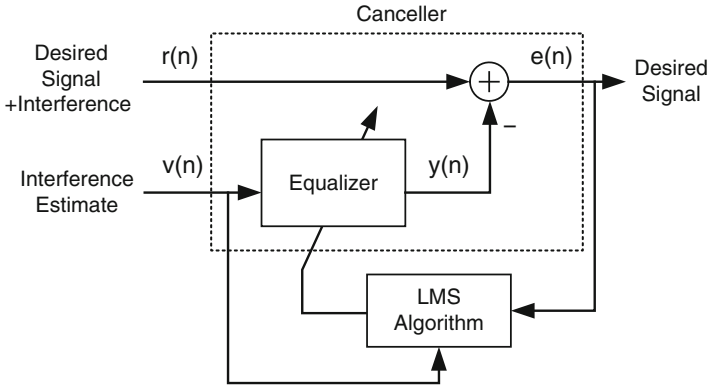 Canceller
Desired
Signal
+Interference
r(n)
+
e(n)
Desired
Signal
−
v(n)
Interference
Estimate
Equalizer
y(n)
LMS
Algorithm